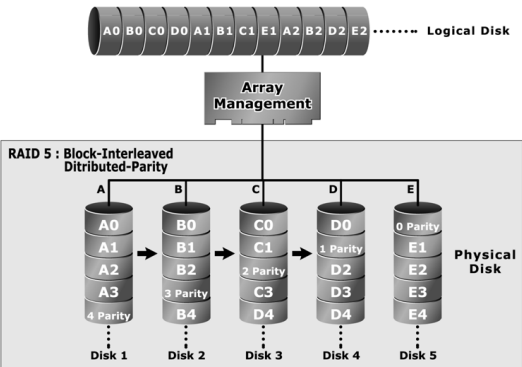 A0 B0 C0 D0 A1 B1 C1 E1 A2 B2 D2 E2 Logical Disk
Array
Management
RAID 5 : Block-Interleaved
Ditributed-Parity
A B C D E
A0 B0 C0 D0 0 Parity
A1 B1 C1 1 Parity E1
A2 B2 2 Parity D2 E2
A3 3 Parity C3 D3 E3
4 Parity B4 D4 D4 E4
Physical
Disk
Disk 1 Disk 2 Disk 3 Disk 4 Disk 5